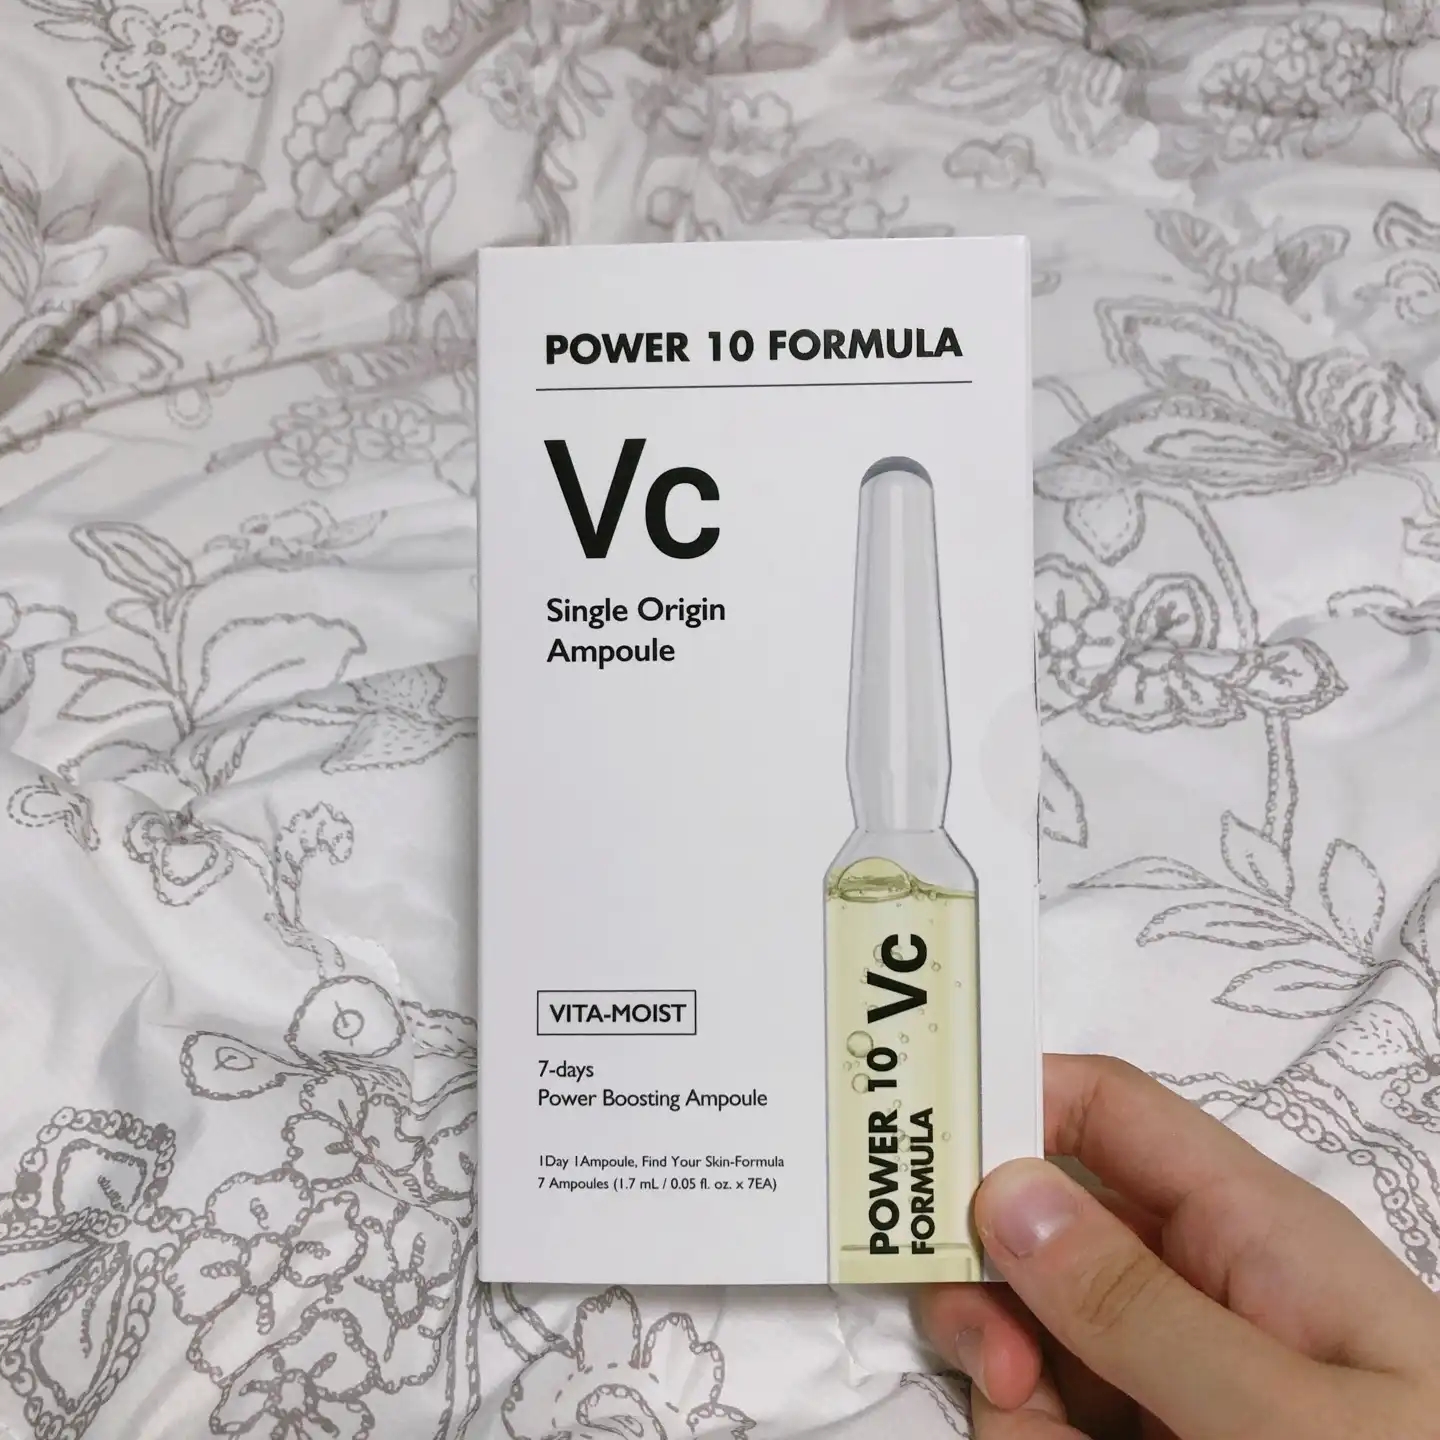 POWER 10 FORMULA
Vc
Single Origin
Ampoule
VITA-MOIST
7-days
Power Boosting Ampoule
1Day 1Ampoule, Find Your Skin-Formula
7 Ampoules (1.7 mL / 0.05 fl. oz. x 7EA)
POWER 10 Vc
FORMULA